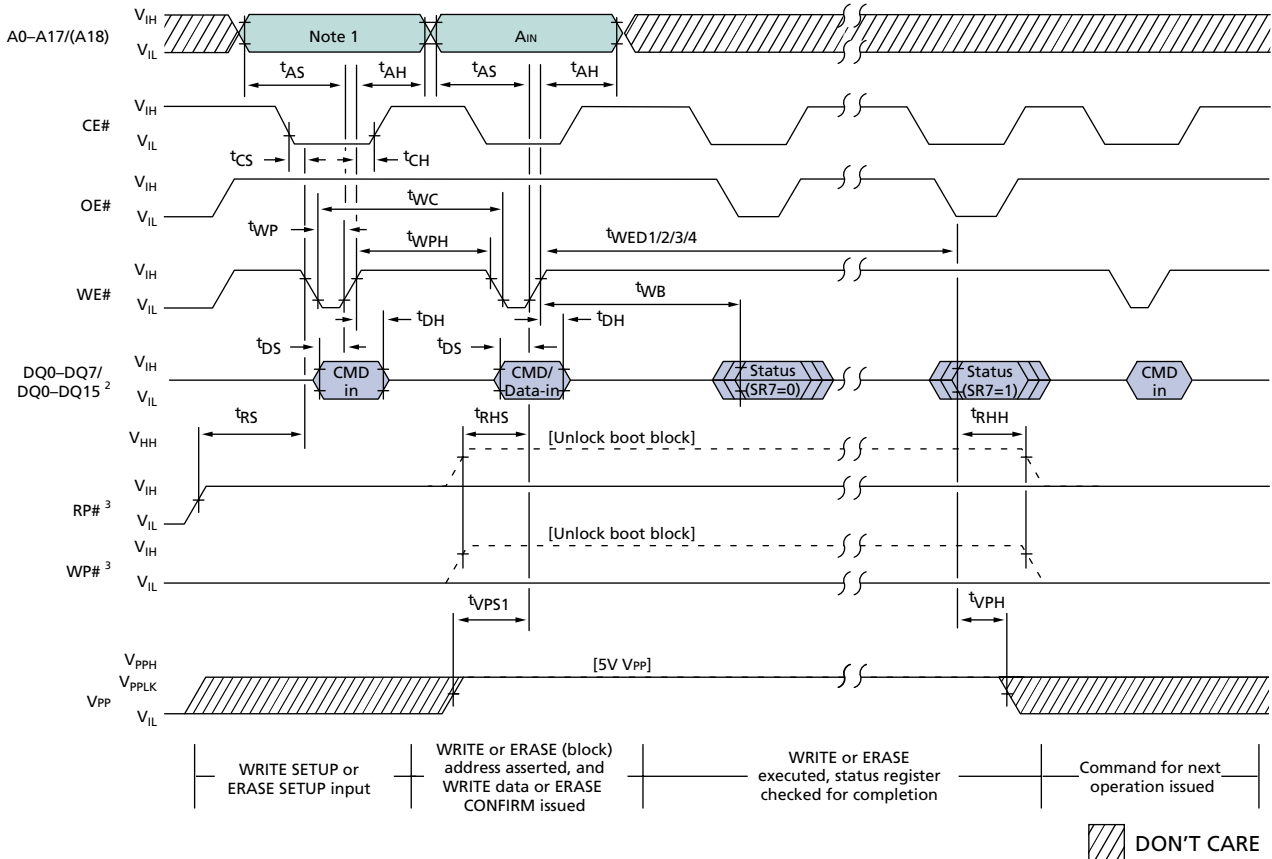 VIH
A0–A17/(A18)
VIL
Note 1
AIN
tAS
tAH
tAS
tAH
VIH
CE#
VIL
tCS
tCH
VIH
OE#
VIL
tWC
tWP
tWPH
tWED1/2/3/4
VIH
WE#
VIL
tWB
tDH
tDH
tDS
tDS
VIH
DQ0–DQ7/
DQ0–DQ15 2
VIL
CMD
in
CMD/
Data-in
Status
(SR7=0)
Status
(SR7=1)
CMD
in
tRS
tRHS
tRHH
VHH
[Unlock boot block]
VIH
RP# 3
VIL
VIH
[Unlock boot block]
WP# 3
VIL
tVPS1
tVPH
VPPH
[5V VPP]
VPPLK
VPP
VIL
WRITE SETUP or
ERASE SETUP input
WRITE or ERASE (block)
address asserted, and
WRITE data or ERASE
CONFIRM issued
WRITE or ERASE
executed, status register
checked for completion
Command for next
operation issued
DON'T CARE